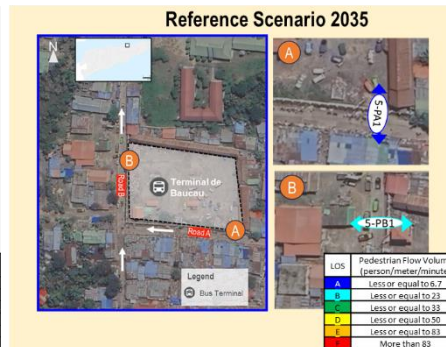 Reference Scenario 2035
N
A
B
Terminal de
Baucau
Road B
Road A
B
A
Legend
Bus Terminal
5-PA1
5-PB1
LOS
Pedestrian Flow Volum
(person/meter/minute
A Less or equal to 6.7
B Less or equal to 23
C Less or equal to 33
D Less or equal to 50
E Less or equal to 83
F More than 83